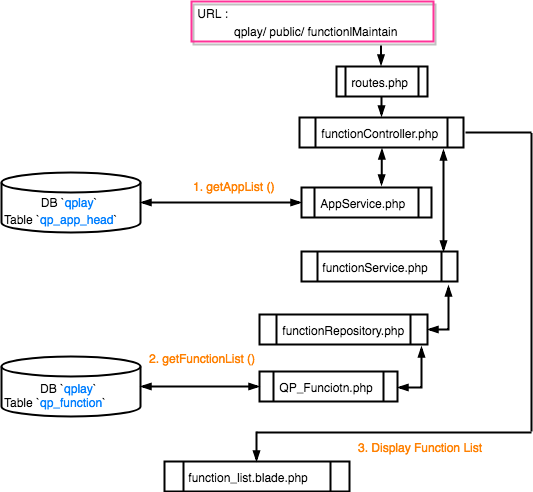 URL :
qplay/ public/ functionlMaintain
routes.php
functionController.php
1. getAppList ()
DB `qplay`
Table `qp_app_head`
AppService.php
functionService.php
functionRepository.php
2. getFunctionList ()
DB `qplay`
Table `qp_function`
QP_Funciotn.php
3. Display Function List
function_list.blade.php